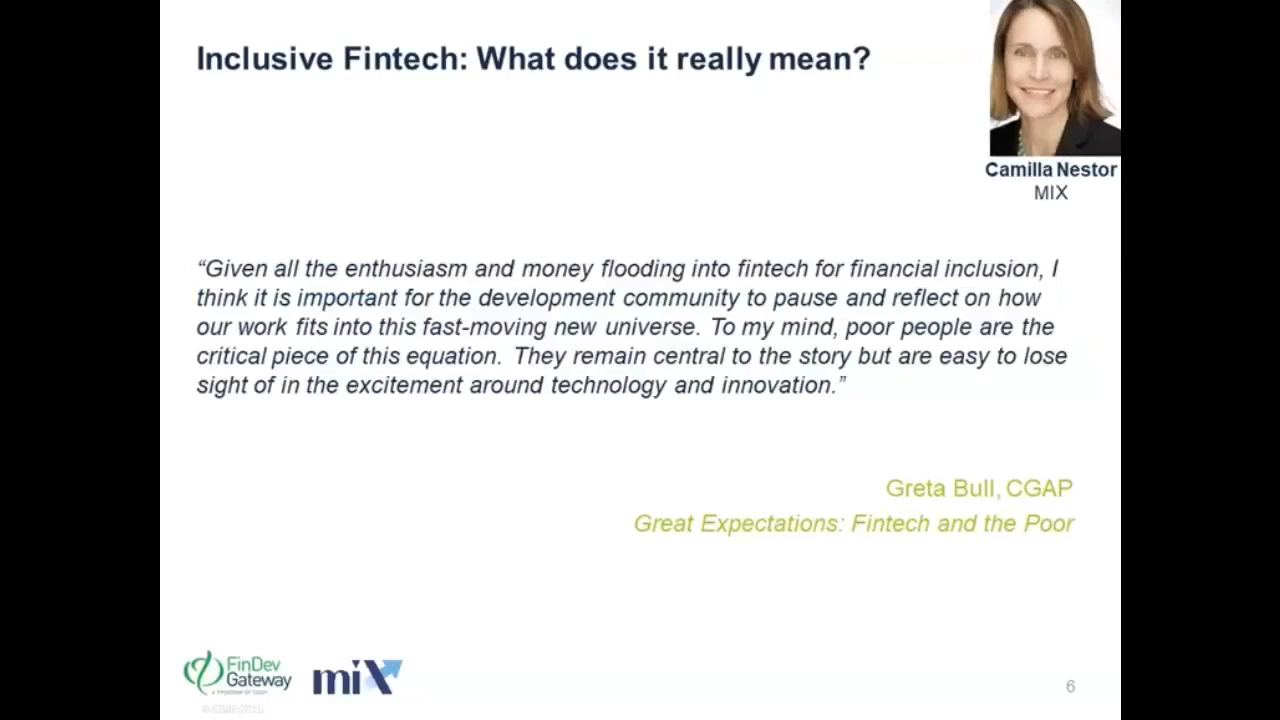 Inclusive Fintech: What does it really mean?
Camilla Nestor
MIX
“Given all the enthusiasm and money flooding into fintech for financial inclusion, I
think it is important for the development community to pause and reflect on how
our work fits into this fast-moving new universe. To my mind, poor people are the
critical piece of this equation. They remain central to the story but are easy to lose
sight of in the excitement around technology and innovation.”
Greta Bull, CGAP
Great Expectations: Fintech and the Poor
FinDev
Gateway
A PROGRAM OF CGAP
mix
6